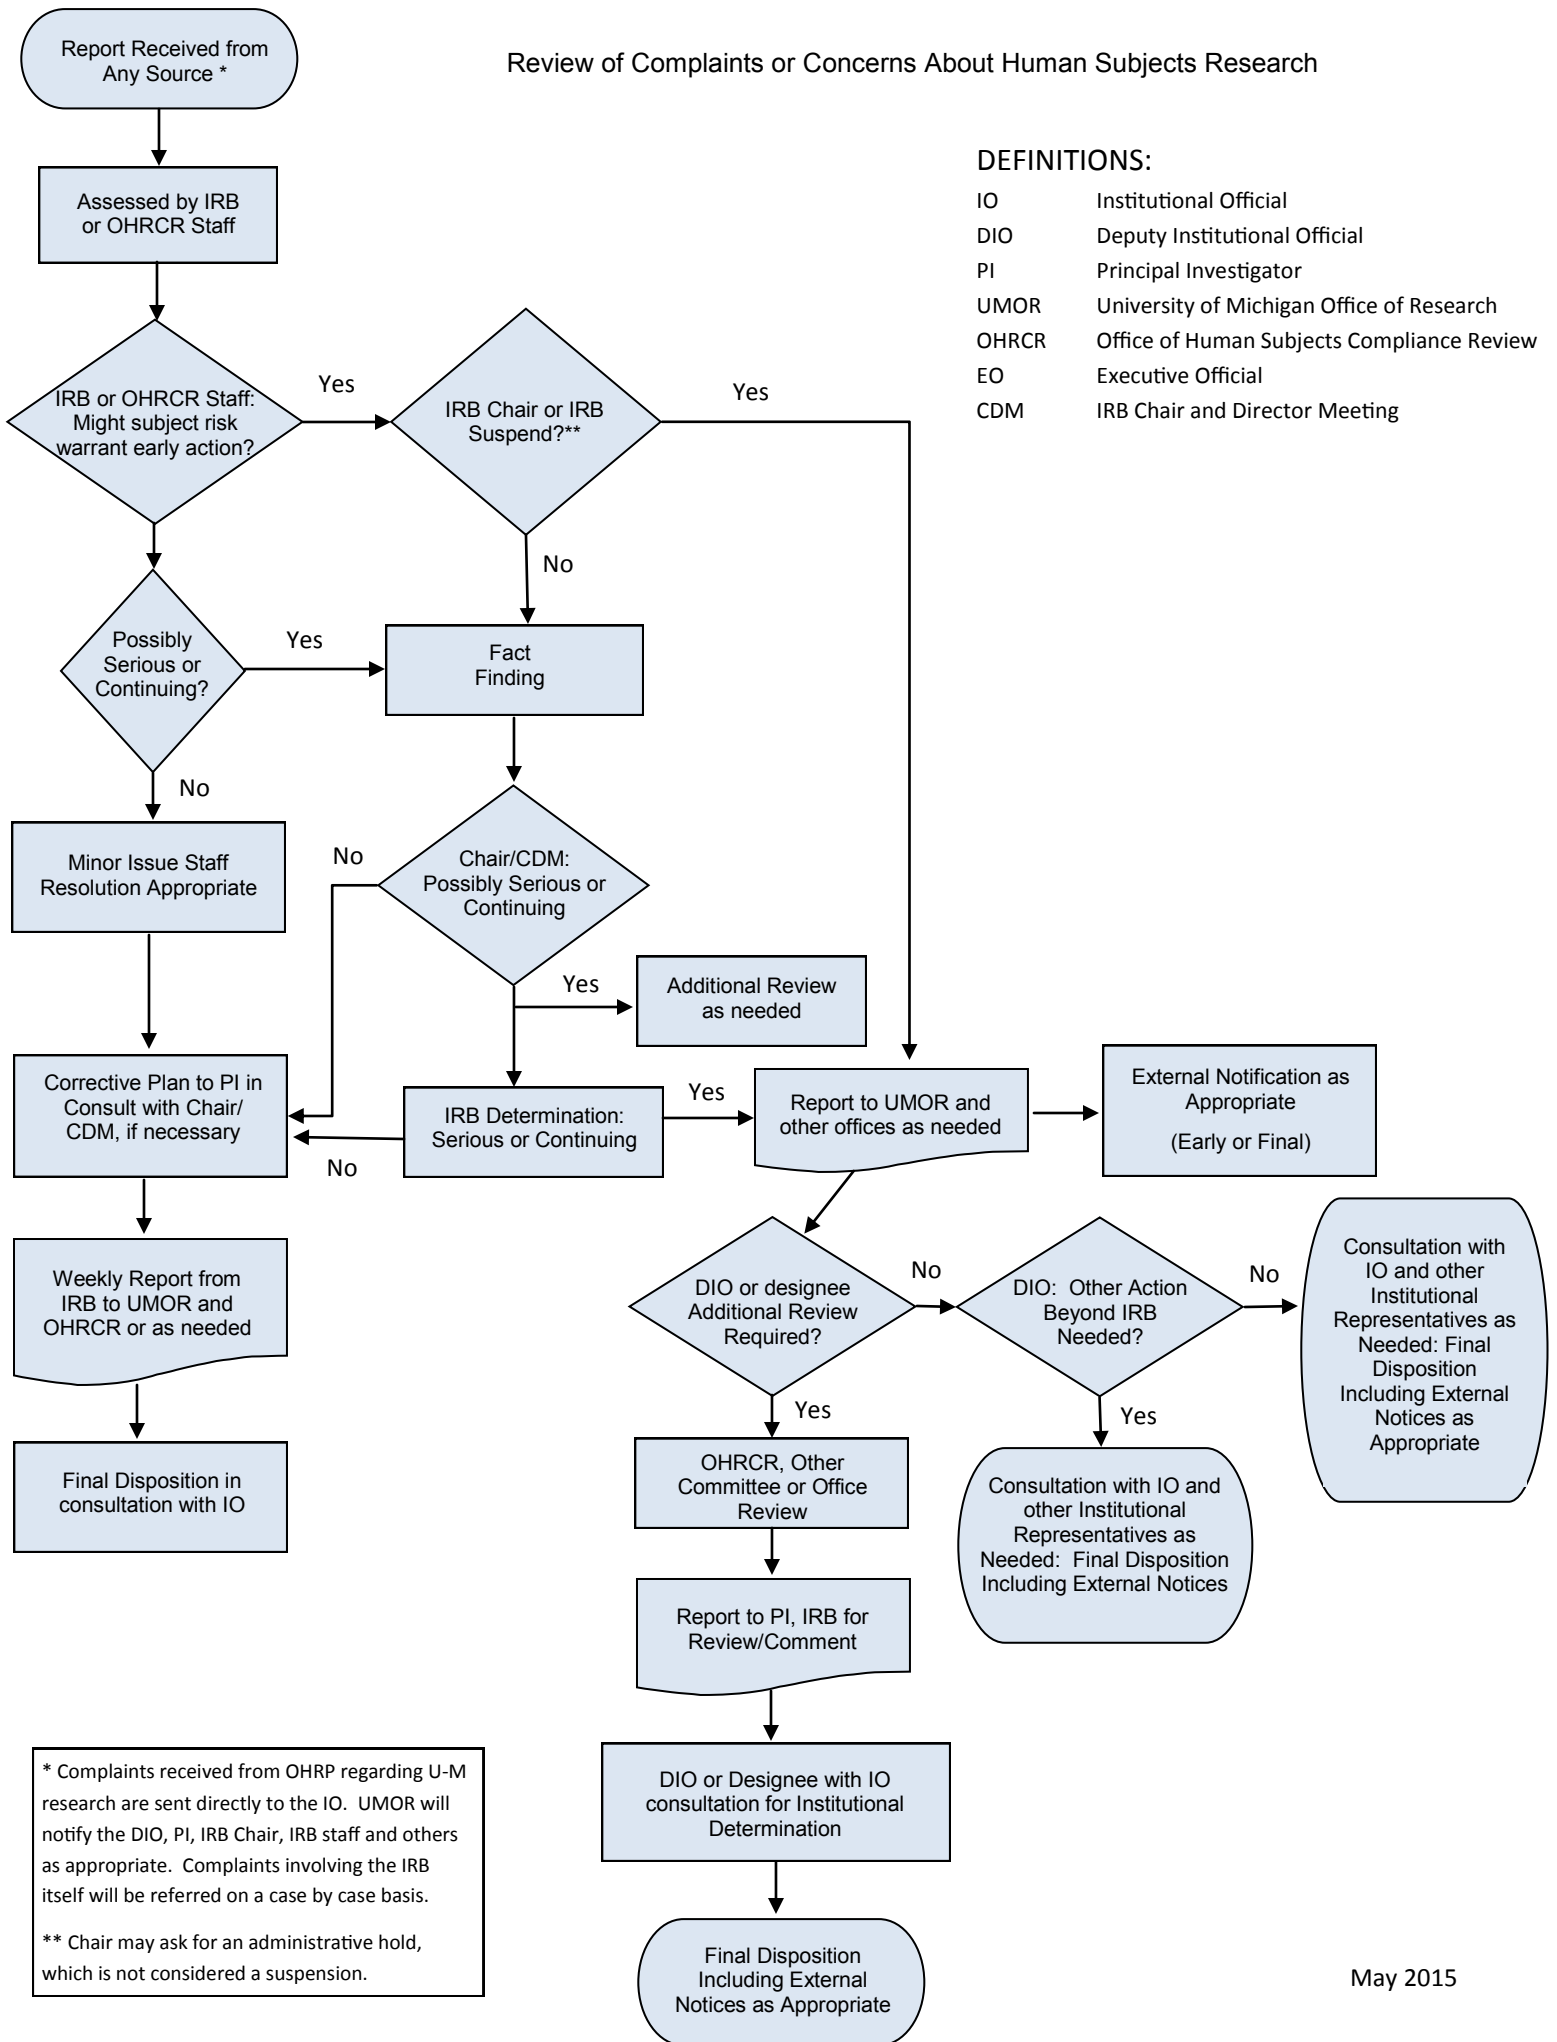 Report Received from
Any Source *
Review of Complaints or Concerns About Human Subjects Research
DEFINITIONS:
IO Institutional Official
DIO Deputy Institutional Official
PI Principal Investigator
UMOR University of Michigan Office of Research
OHRCR Office of Human Subjects Compliance Review
EO Executive Official
CDM IRB Chair and Director Meeting
Assessed by IRB
or OHRCR Staff
IRB or OHRCR Staff:
Might subject risk
warrant early action?
Yes
IRB Chair or IRB
Suspend?**
Yes
No
Possibly
Serious or
Continuing?
Yes
Fact
Finding
No
Minor Issue Staff
Resolution Appropriate
No
Chair/CDM:
Possibly Serious or
Continuing
Yes
Additional Review
as needed
Corrective Plan to PI in
Consult with Chair/
CDM, if necessary
IRB Determination:
Serious or Continuing
Yes
No
Report to UMOR and
other offices as needed
External Notification as
Appropriate
(Early or Final)
Weekly Report from
IRB to UMOR and
OHRCR or as needed
Final Disposition in
consultation with IO
DIO or designee
Additional Review
Required?
No
DIO:  Other Action
Beyond IRB
Needed?
No
Consultation with
IO and other
Institutional
Representatives as
Needed: Final
Disposition
Including External
Notices as
Appropriate
Yes
Yes
OHRCR, Other
Committee or Office
Review
Consultation with IO and
other Institutional
Representatives as
Needed:  Final Disposition
Including External Notices
Report to PI, IRB for
Review/Comment
DIO or Designee with IO
consultation for Institutional
Determination
Final Disposition
Including External
Notices as Appropriate
* Complaints received from OHRP regarding U-M
research are sent directly to the IO.  UMOR will
notify the DIO, PI, IRB Chair, IRB staff and others
as appropriate.  Complaints involving the IRB
itself will be referred on a case by case basis.
** Chair may ask for an administrative hold,
which is not considered a suspension.
May 2015